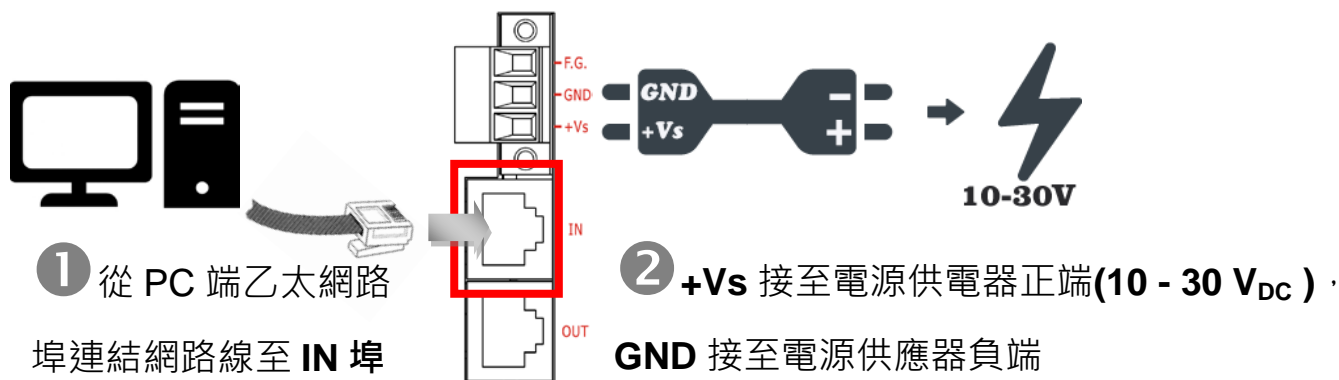 F.G.
GND
+Vs
GND
+Vs
-
+
10-30V
IN
OUT
❶從 PC 端乙太網路
埠連結網路線至 IN 埠
❷+Vs 接至電源供電器正端(10 - 30 VDC )，
GND 接至電源供應器負端